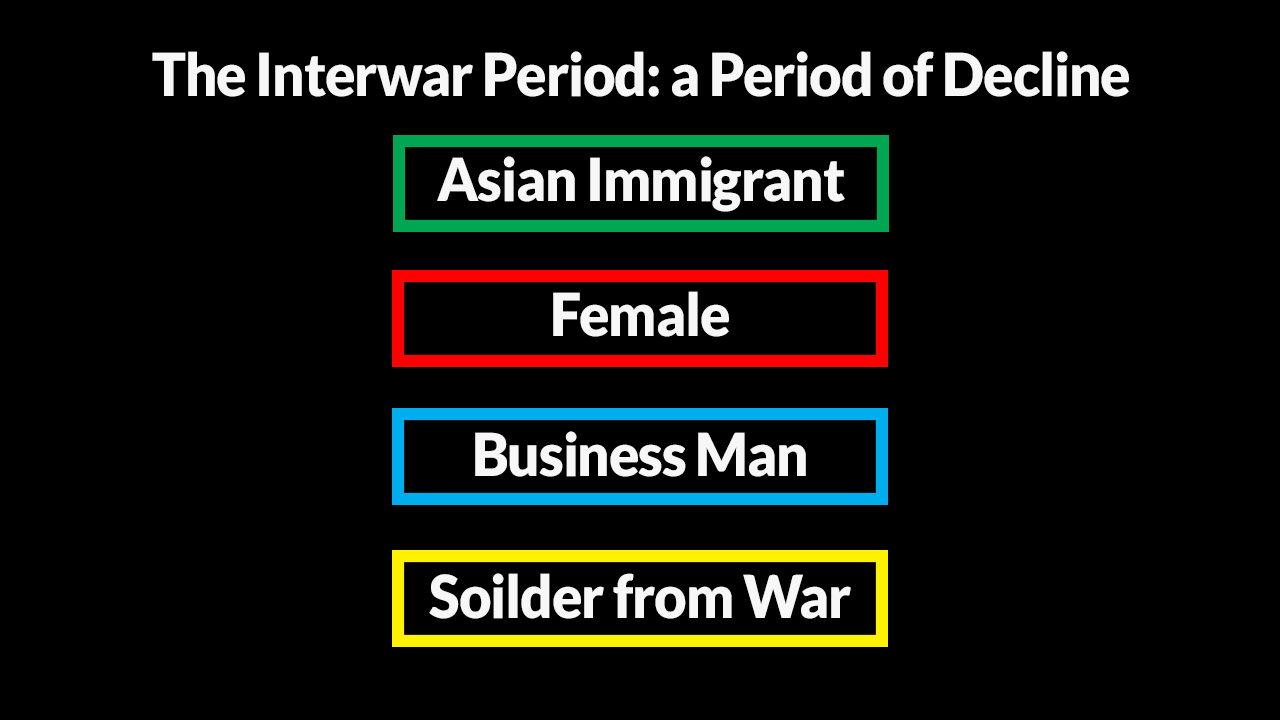 The Interwar Period: a Period of Decline
Asian Immigrant
Female
Business Man
Soilder from War